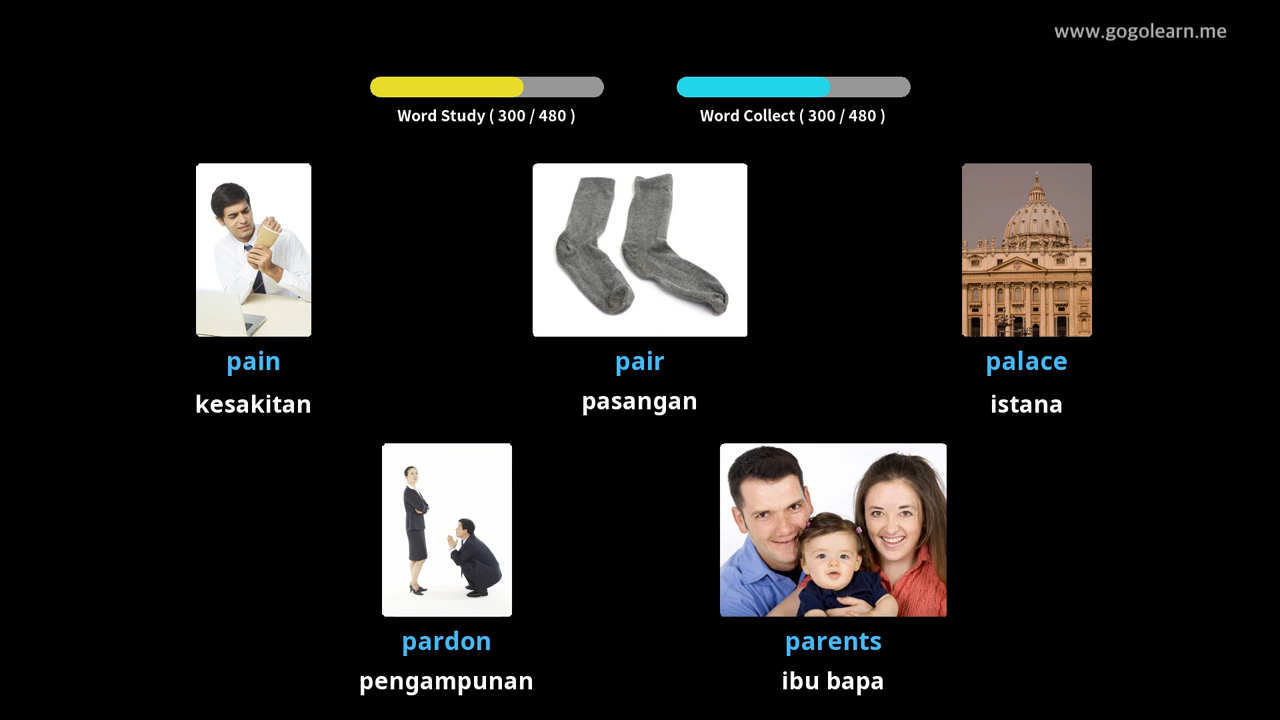 www.gogolearn.me
Word Study ( 300 / 480 )
Word Collect ( 300 / 480 )
pain
kesakitan
pair
pasangan
palace
istana
pardon
pengampunan
parents
ibu bapa